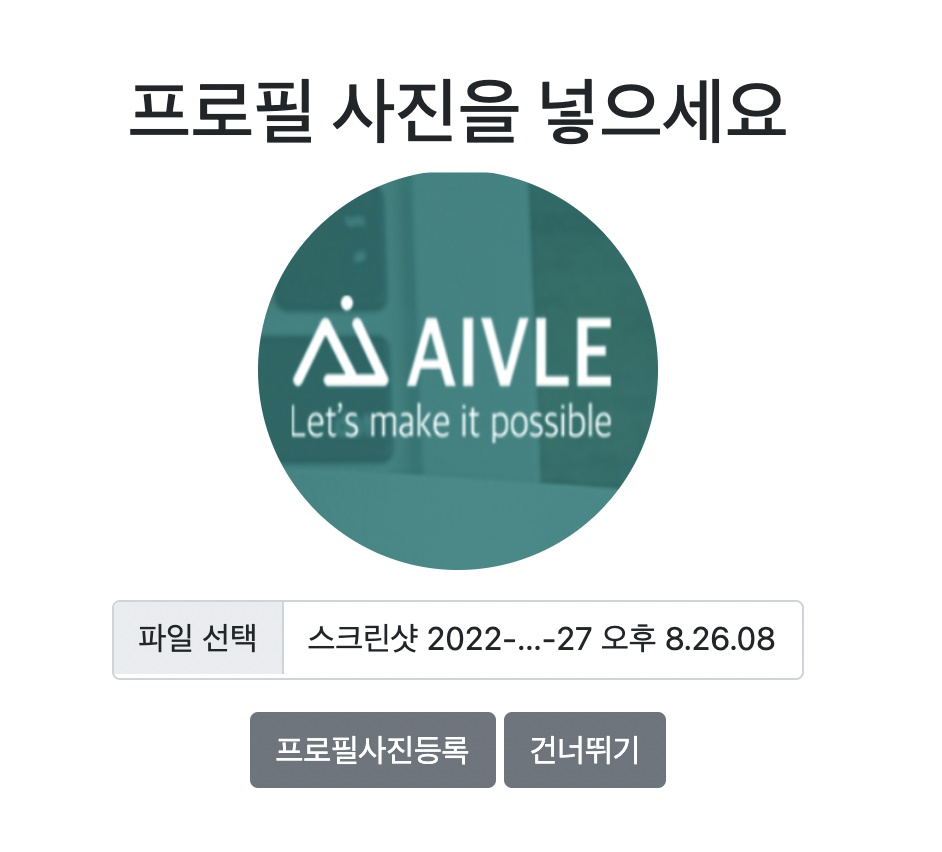 프로필 사진을 넣으세요
AIVLE
Let's make it possible
파일 선택 스크린샷 2022-...-27 오후 8.26.08
프로필사진등록 건너뛰기